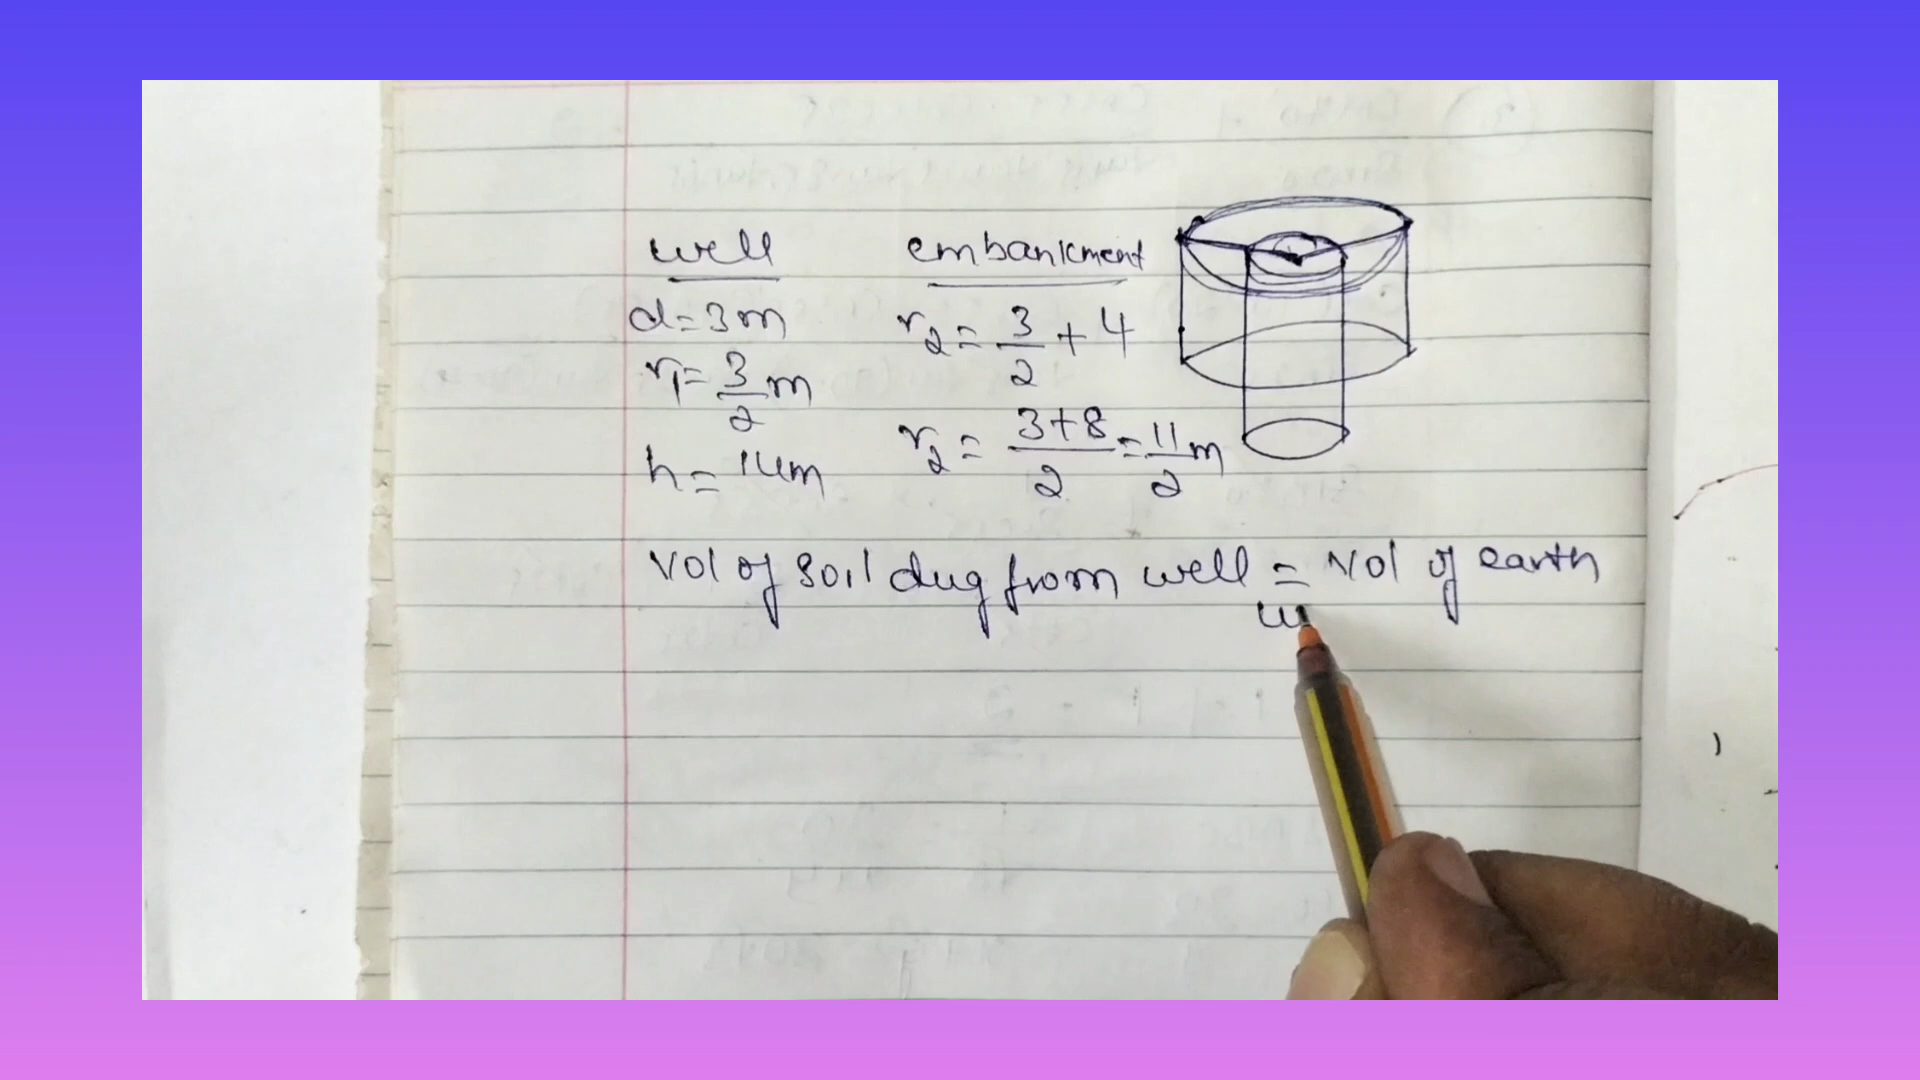 well
d=3m
r1=3/2 m
h=14m
embankment
r2=3/2+4
r2=3+8/2=11/2 m
Vol of soil dug from well = Vol of earth